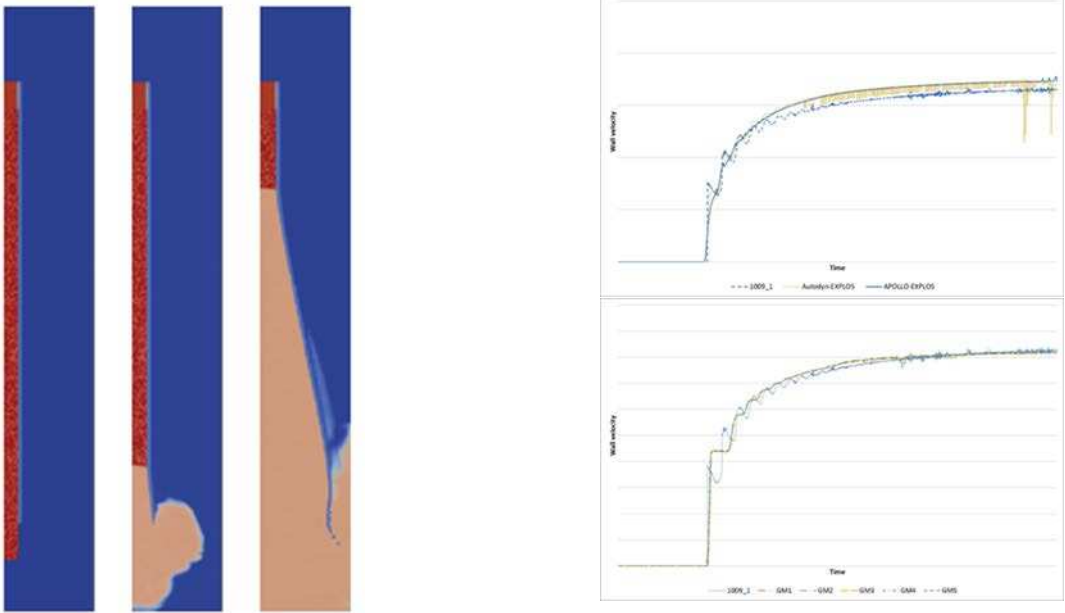 Wall velocity
Time
1009_1 Autodyn-EXPLOS APOLLO-EXPLOS
Wall velocity
Time
1009_1 GM1 GM2 GM3 GM4 GM5